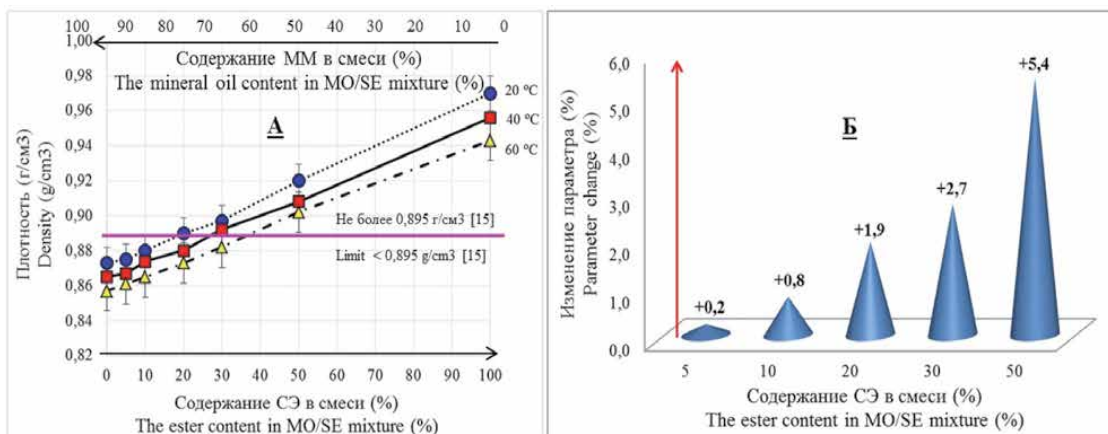 100 90 80 70 60 50 40 30 20 10 0
1,00
Содержание ММ в смеси (%)
The mineral oil content in MO/SE mixture (%)
0,98
20 ºC
0,96
А
40 ºC
0,94
60 ºC
0,92
0,90
Не более 0,895 г/см3 [15]
0,88
Limit < 0,895 g/cm3 [15]
0,86
0,84
0,82
Плотность (г/см3)
Density (g/cm3)
0 10 20 30 40 50 60 70 80 90 100
Содержание СЭ в смеси (%)
The ester content in MO/SE mixture (%)
6,0
+5,4
5,0
Б
4,0
3,0
+2,7
+1,9
2,0
+0,8
1,0
+0,2
0,0
Изменение параметра (%)
Parameter change (%)
5 10 20 30 50
Содержание СЭ в смеси (%)
The ester content in MO/SE mixture (%)